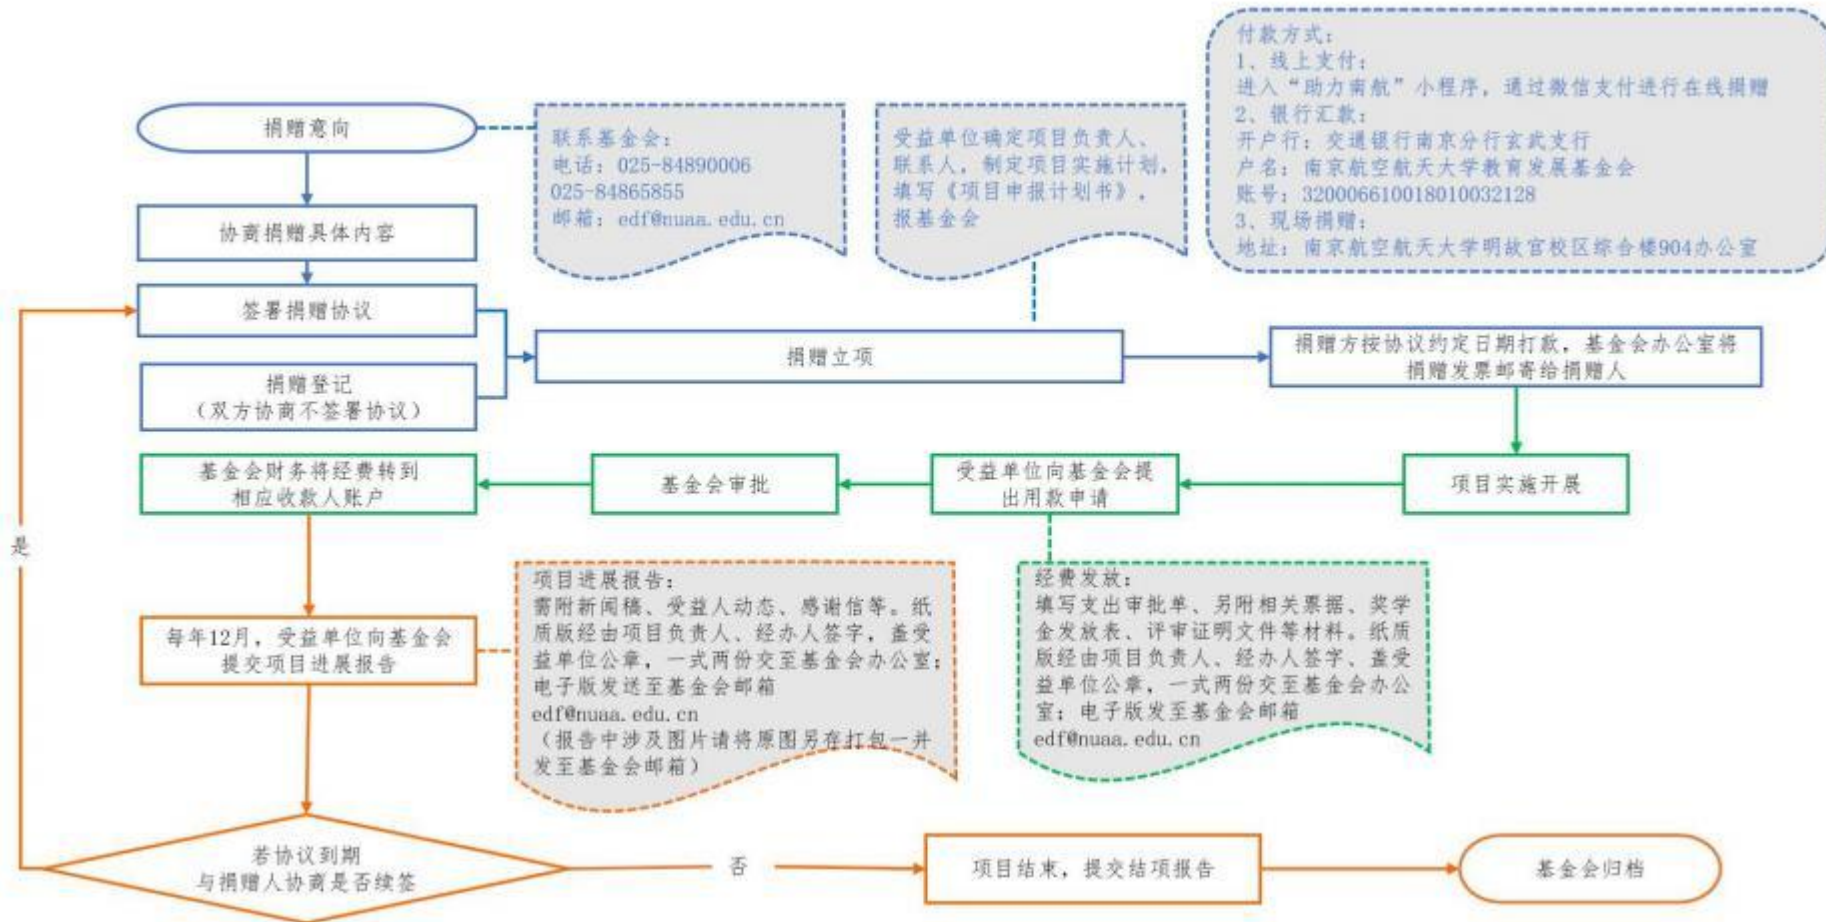 付款方式：
1、线上支付：
进入“助力南航”小程序，通过微信支付进行在线捐赠
2、银行汇款：
开户行：交通银行南京分行玄武支行
户名：南京航空航天大学教育发展基金会
账号：320006610018010032128
3、现场捐赠：
地址：南京航空航天大学明故宫校区综合楼904办公室
捐赠意向
联系基金会：
电话：025-84890006
025-84865855
邮箱：edf@nuaa.edu.cn
受益单位确定项目负责人、
联系人，制定项目实施计划，
填写《项目申报计划书》，
报基金会
协商捐赠具体内容
签署捐赠协议
捐赠登记
（双方协商不签署协议）
捐赠立项
捐赠方按协议约定日期打款，基金会办公室将
捐赠发票邮寄给捐赠人
项目实施开展
受益单位向基金会提
出用款申请
基金会审批
基金会财务将经费转到
相应收款人账户
经费发放：
填写支出审批单、另附相关票据、奖学
金发放表、评审证明文件等材料。纸质
版经由项目负责人、经办人签字、盖受
益单位公章，一式两份交至基金会办公
室；电子版发至基金会邮箱
edf@nuaa.edu.cn
每年12月，受益单位向基金会
提交项目进展报告
项目进展报告：
需附新闻稿、受益人动态、感谢信等。纸
质版经由项目负责人、经办人签字，盖受
益单位公章，一式两份交至基金会办公室；
电子版发送至基金会邮箱
edf@nuaa.edu.cn
（报告中涉及图片请将原图另存打包一并
发至基金会邮箱）
是
若协议到期
与捐赠人协商是否续签
否
项目结束，提交结项报告
基金会归档